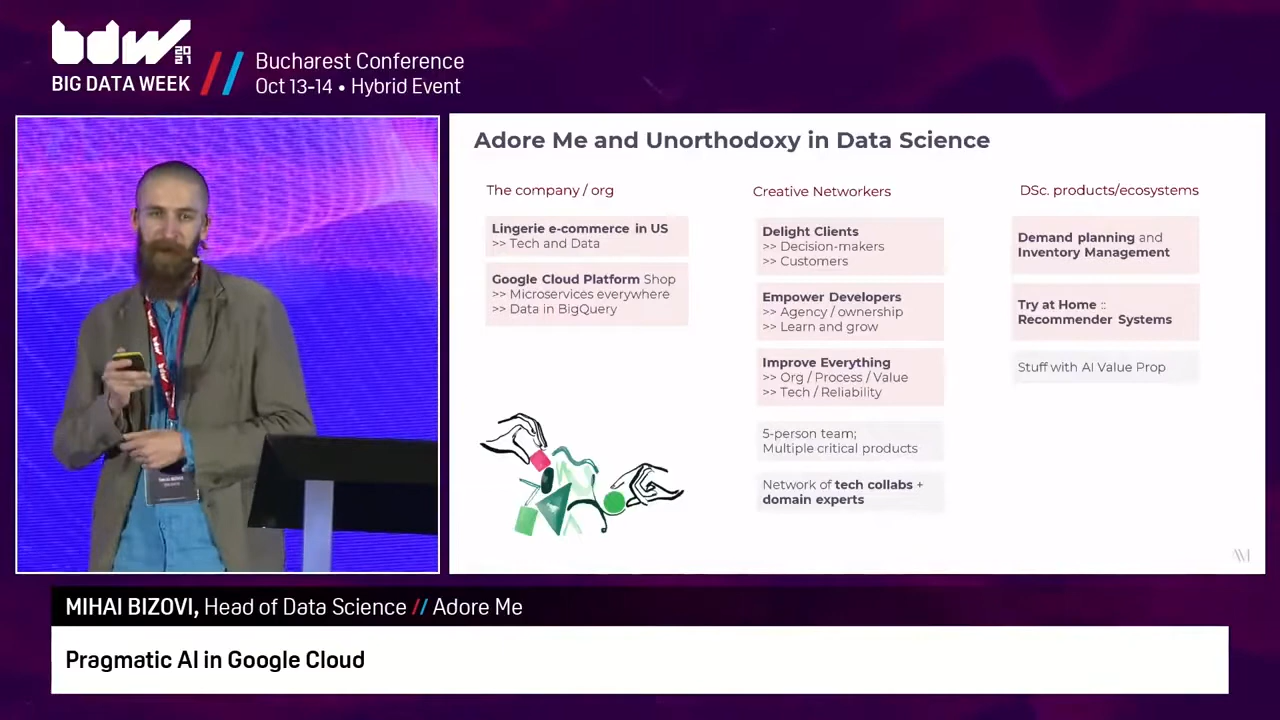 bdw
20
21
BIG DATA WEEK
Bucharest Conference
Oct 13-14 • Hybrid Event
Adore Me and Unorthodoxy in Data Science
The company / org
Lingerie e-commerce in US
>> Tech and Data
Google Cloud Platform Shop
>> Microservices everywhere
>> Data in BigQuery
Creative Networkers
Delight Clients
>> Decision-makers
>> Customers
Empower Developers
>> Agency / ownership
>> Learn and grow
Improve Everything
>> Org / Process / Value
>> Tech / Reliability
5-person team;
Multiple critical products
Network of tech collabs +
domain experts
DSc. products/ecosystems
Demand planning and
Inventory Management
Try at Home ::
Recommender Systems
Stuff with AI Value Prop
MIHAI BIZOVI, Head of Data Science // Adore Me
Pragmatic AI in Google Cloud